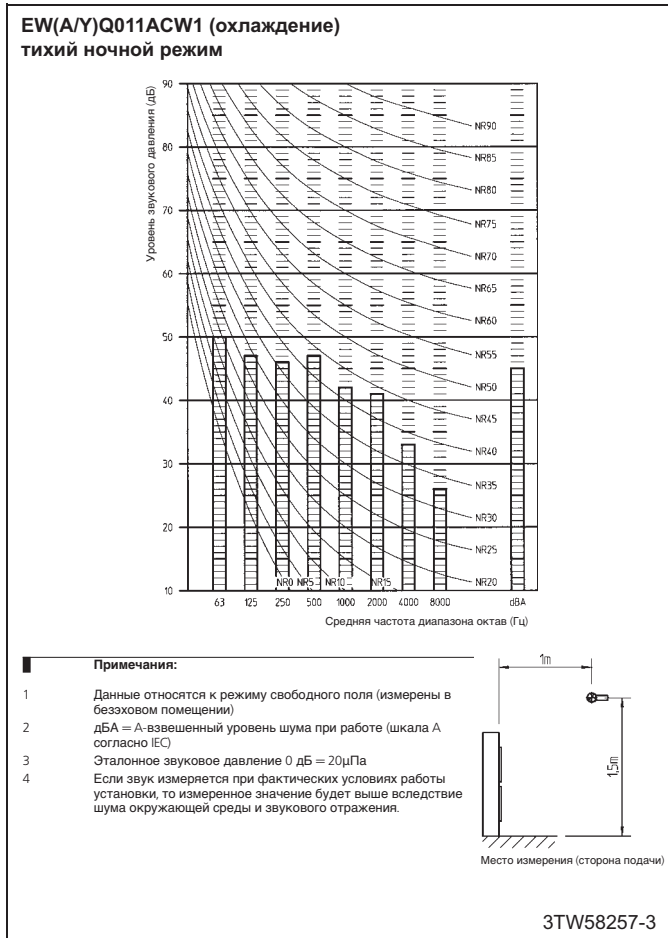 EW(A/Y)Q011ACW1 (охлаждение)
тихий ночной режим
Уровень звукового давления (дБ)
90
80
70
60
50
40
30
20
10
NR90
NR85
NR80
NR75
NR70
NR65
NR60
NR55
NR50
NR45
NR40
NR35
NR30
NR25
NR20
NR0 NR5 NR10 NR15
63 125 250 500 1000 2000 4000 8000 dBA
Средняя частота диапазона октав (Гц)
Примечания:
1 Данные относятся к режиму свободного поля (измерены в
безэховом помещении)
2 дБА = А-взвешенный уровень шума при работе (шкала А
согласно IEC)
3 Эталонное звуковое давление 0 дБ = 20µПа
4 Если звук измеряется при фактических условиях работы
установки, то измеренное значение будет выше вследствие
шума окружающей среды и звукового отражения.
1m
1,5m
Место измерения (сторона подачи)
3TW58257-3